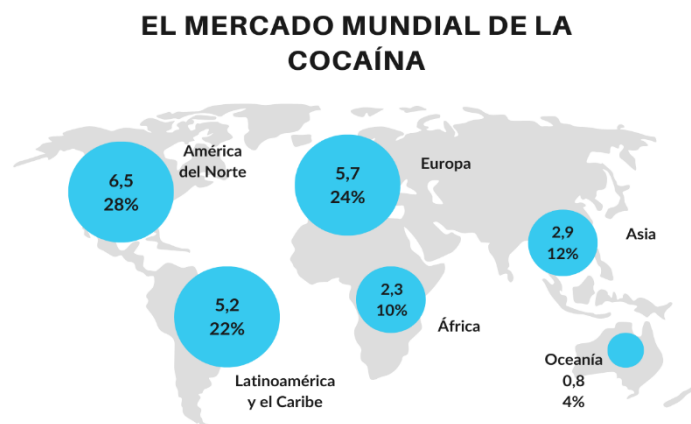 EL MERCADO MUNDIAL DE LA
COCAÍNA
América
del Norte
6,5
28%
5,7
24%
Europa
2,9
12%
Asia
5,2
22%
Latinoamérica
y el Caribe
2,3
10%
África
Oceanía
0,8
4%